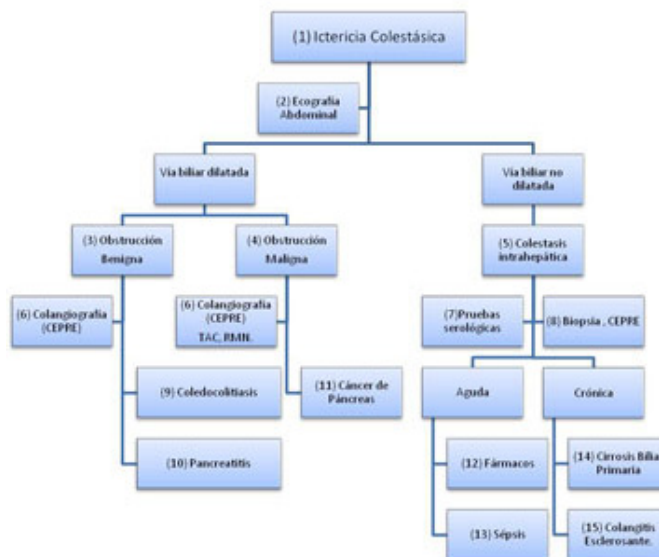 (1) Ictericia Colestásica
(2) Ecografía
Abdominal
Vía biliar dilatada
Vía biliar no
dilatada
(3) Obstrucción
Benigna
(4) Obstrucción
Maligna
(5) Colestasis
intrahepática
(6) Colangiografía
(CEPRE)
(6) Colangiografía
(CEPRE)
TAC, RMN.
(7)Pruebas
serológicas
(8) Biopsia , CEPRE
(9) Coledocolitiasis
(11) Cáncer de
Páncreas
Aguda
Crónica
(10) Pancreatitis
(12) Fármacos
(14) Cirrosis Bilia
Primaria
(13) Sépsis
(15) Colangitis
Esclerosante.